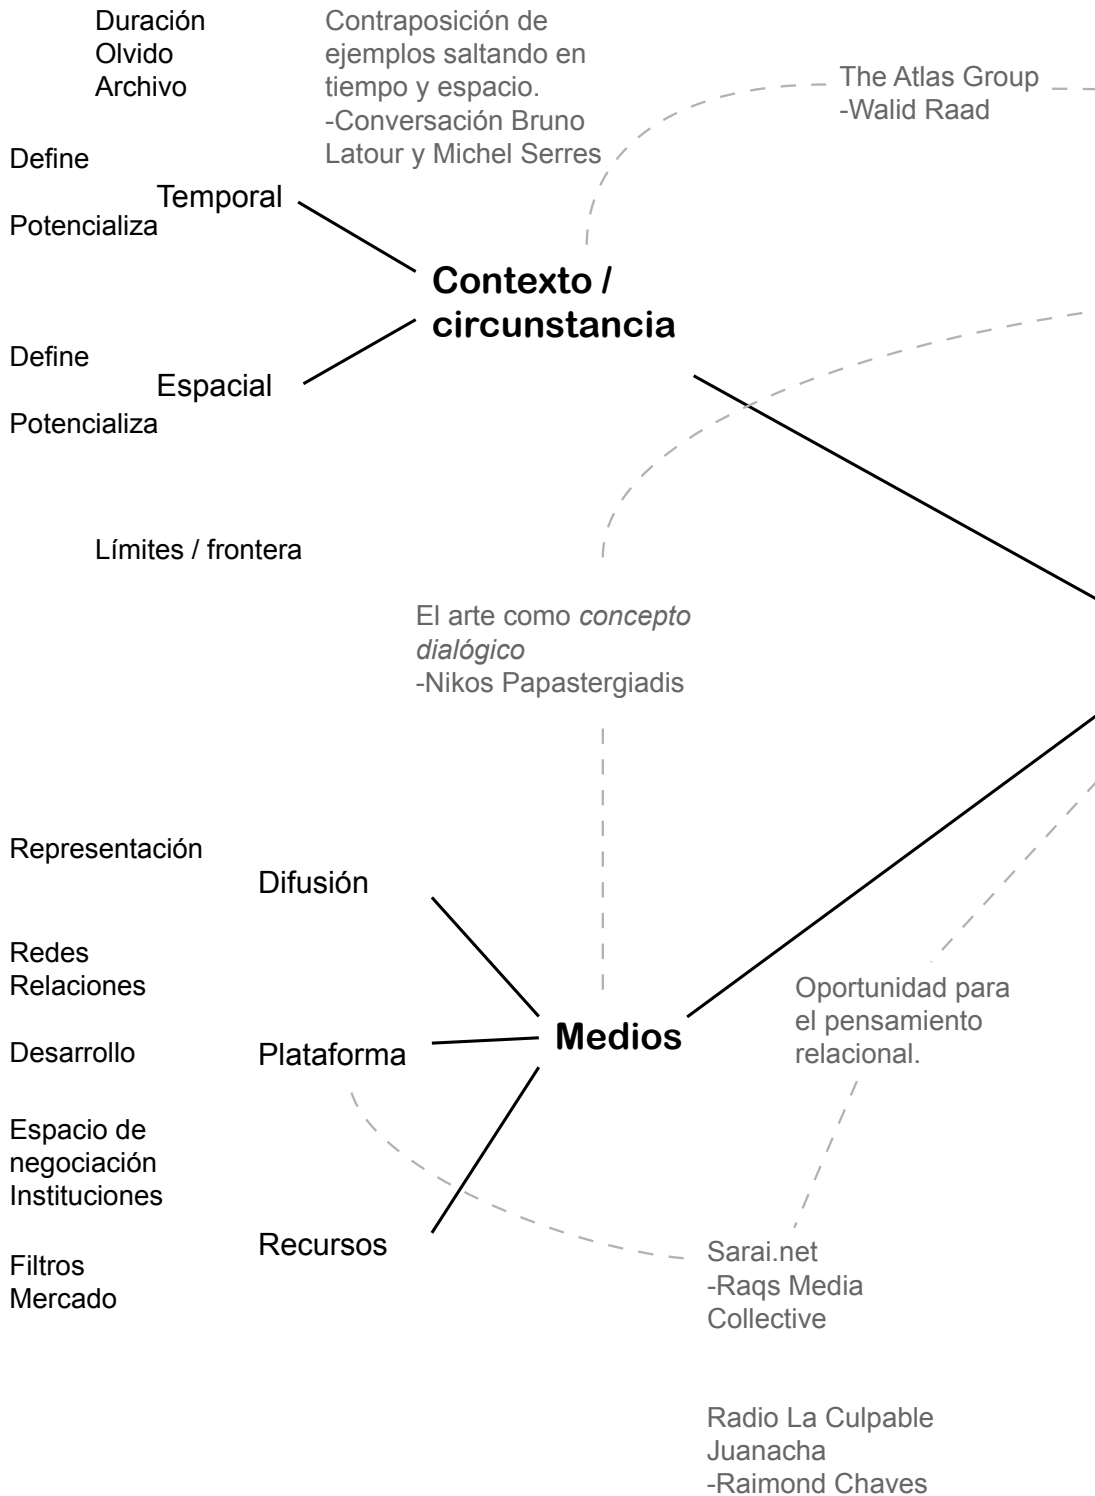 Duración
Olvido
Archivo
Contraposición de
ejemplos saltando en
tiempo y espacio.
-Conversación Bruno
Latour y Michel Serres
The Atlas Group
-Walid Raad
Define
Temporal
Potencializa
Contexto /
circunstancia
Define
Espacial
Potencializa
Límites / frontera
El arte como concepto
dialógico
-Nikos Papastergiadis
Representación
Difusión
Redes
Relaciones
Desarrollo
Plataforma
Medios
Oportunidad para
el pensamiento
relacional.
Espacio de
negociación
Instituciones
Recursos
Filtros
Mercado
Sarai.net
-Raqs Media
Collective
Radio La Culpable
Juanacha
-Raimond Chaves